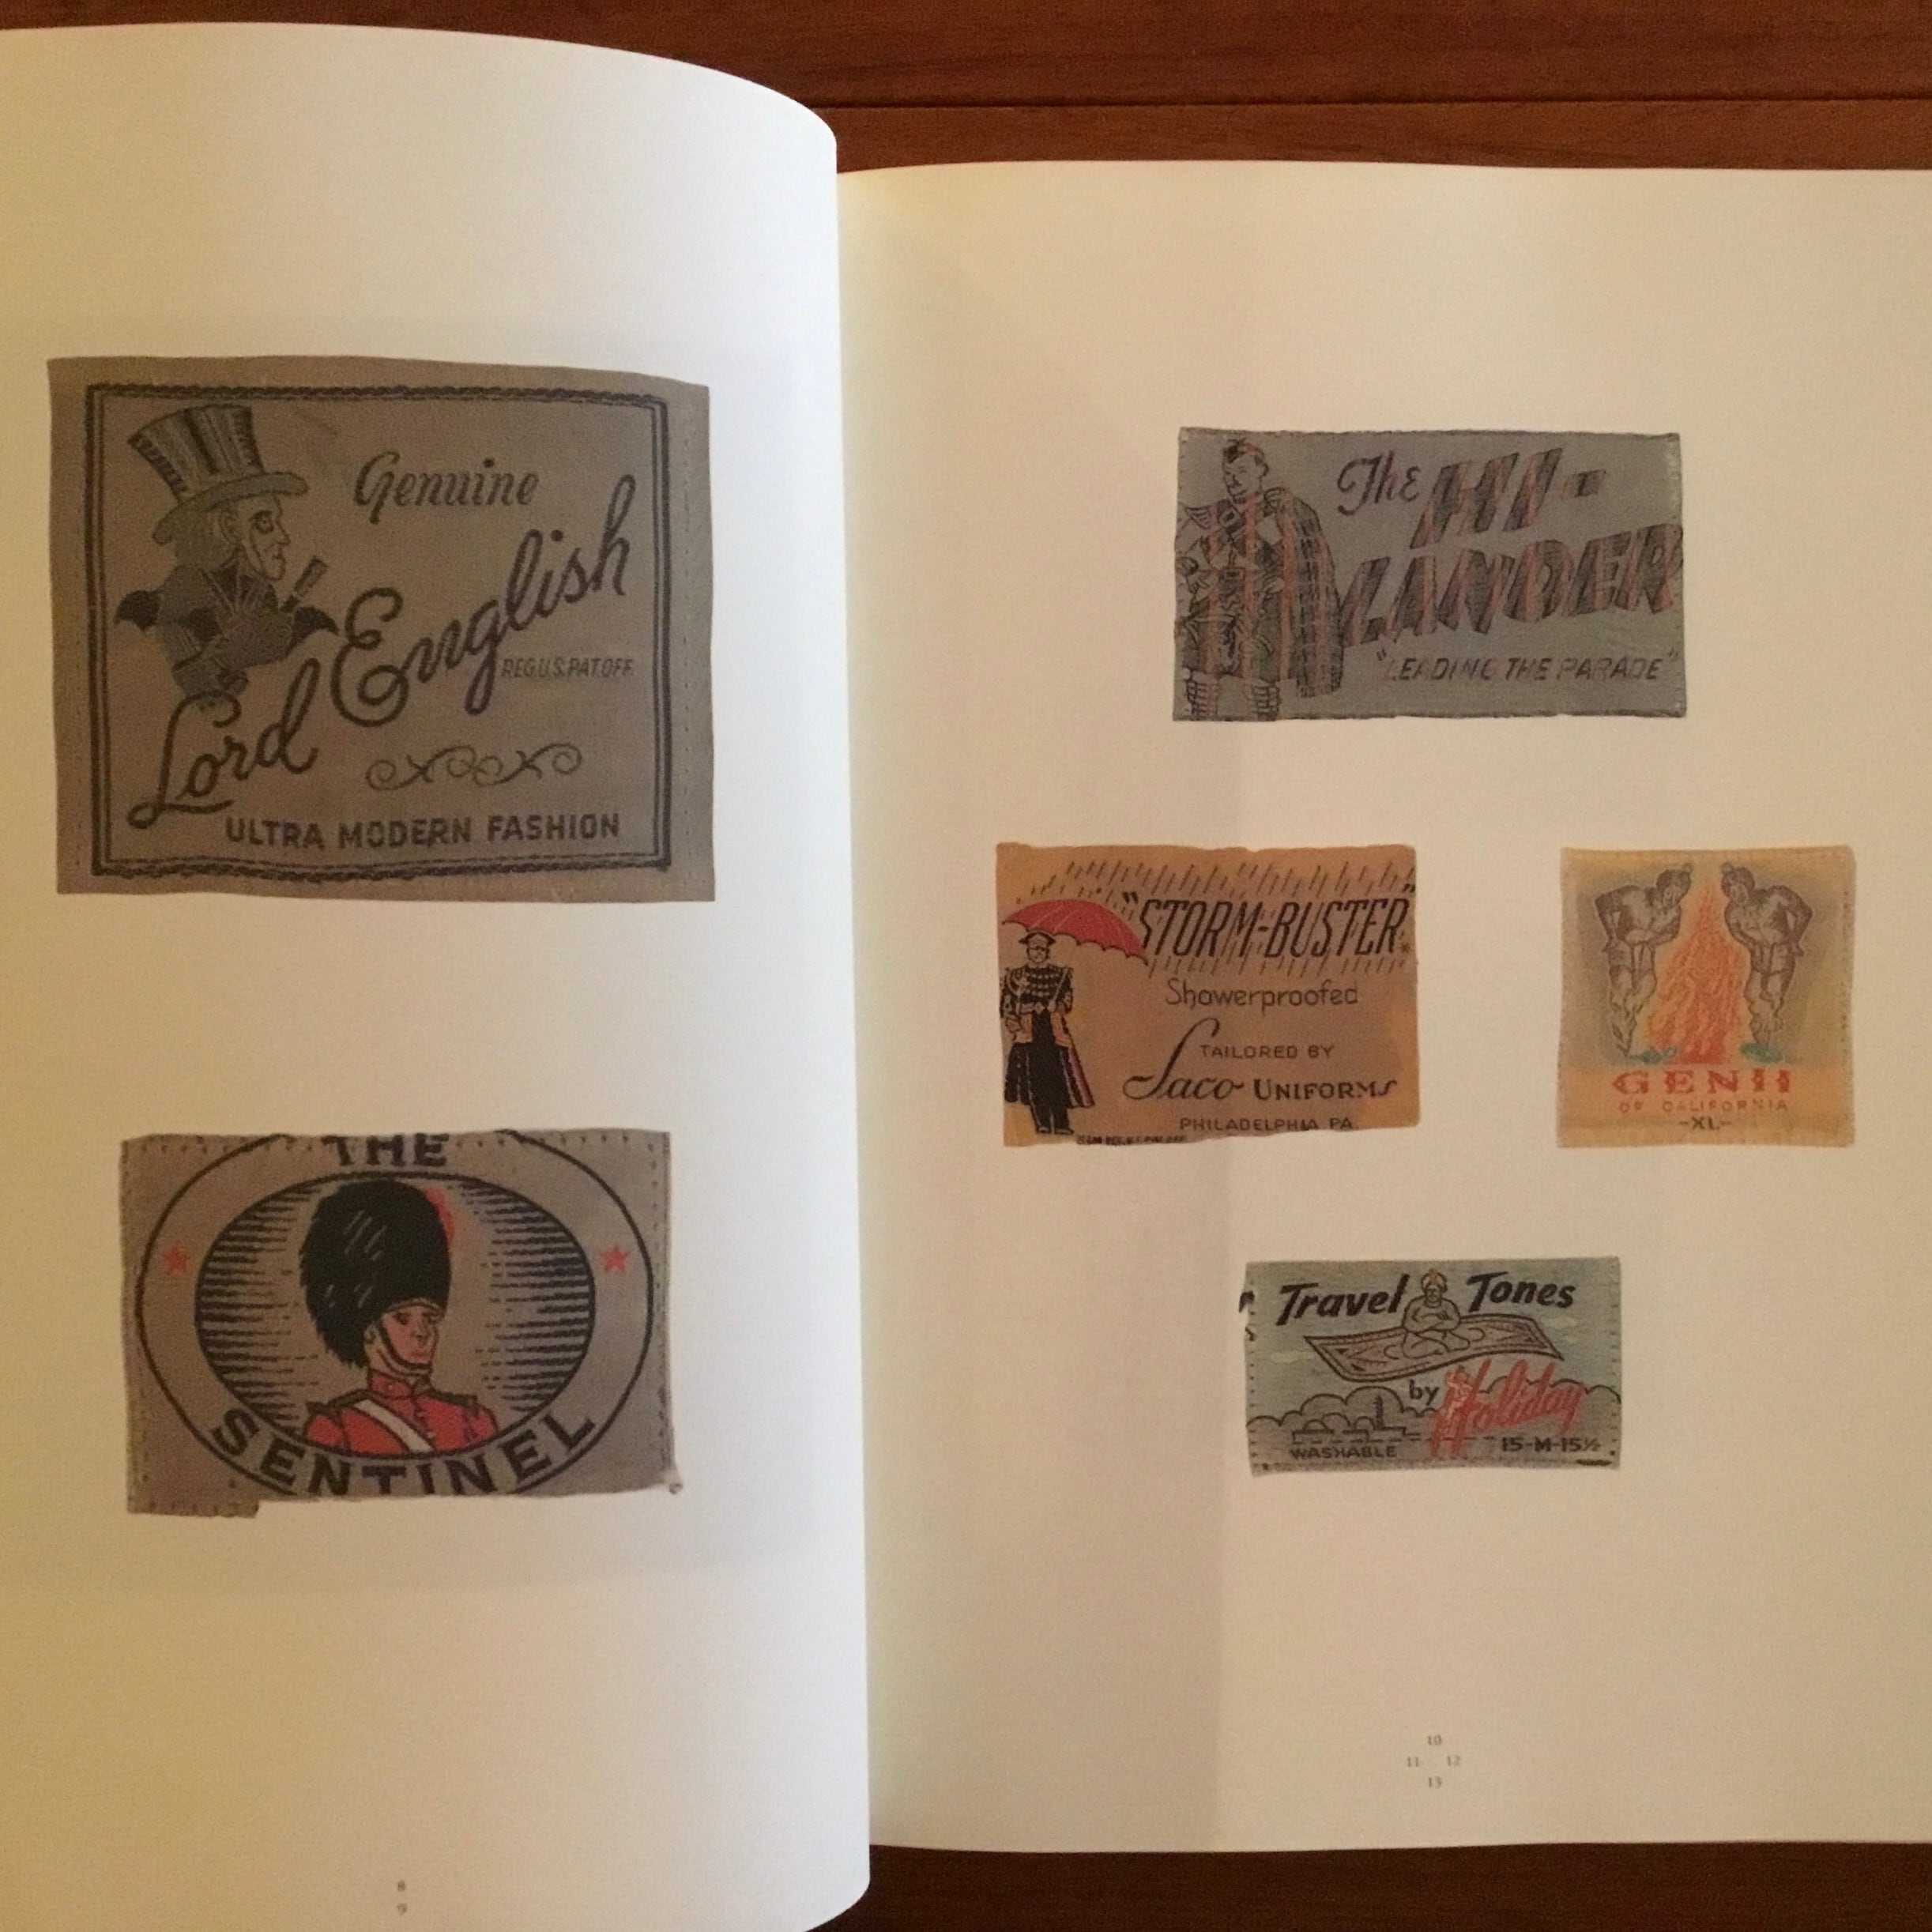 Genuine
Lord English
REG.U.S.PAT.OFF.
ULTRA MODERN FASHION
THE
SENTINEL
8
9
The HI-
LANDER
"LEADING THE PARADE"
"STORM-BUSTER"
Showerproofed
TAILORED BY
Saco UNIFORMS
PHILADELPHIA PA.
GENII
OF CALIFORNIA
-XL-
Travel Tones
by Holiday
WASHABLE 15-M-15½
10
11 12
13